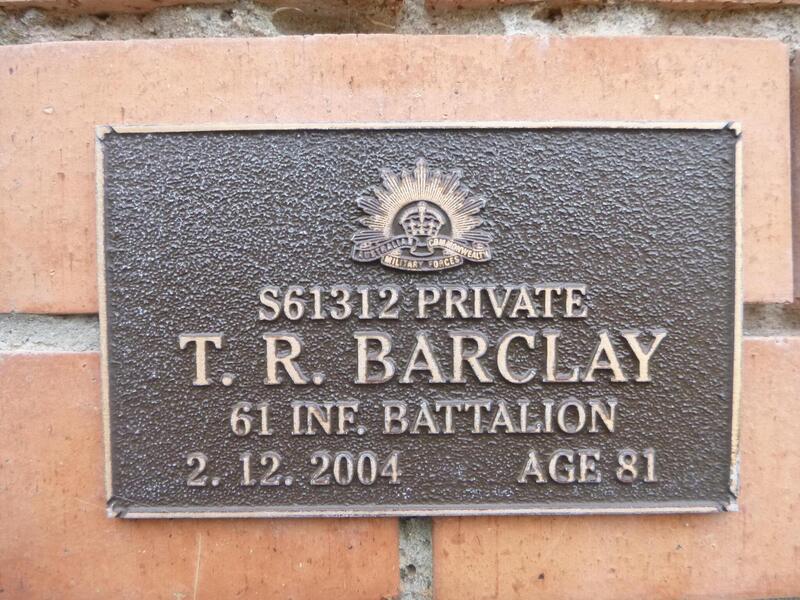 AUSTRALIAN COMMONWEALTH
MILITARY FORCES
S61312 PRIVATE
T. R. BARCLAY
61 INF. BATTALION
2. 12. 2004 AGE 81